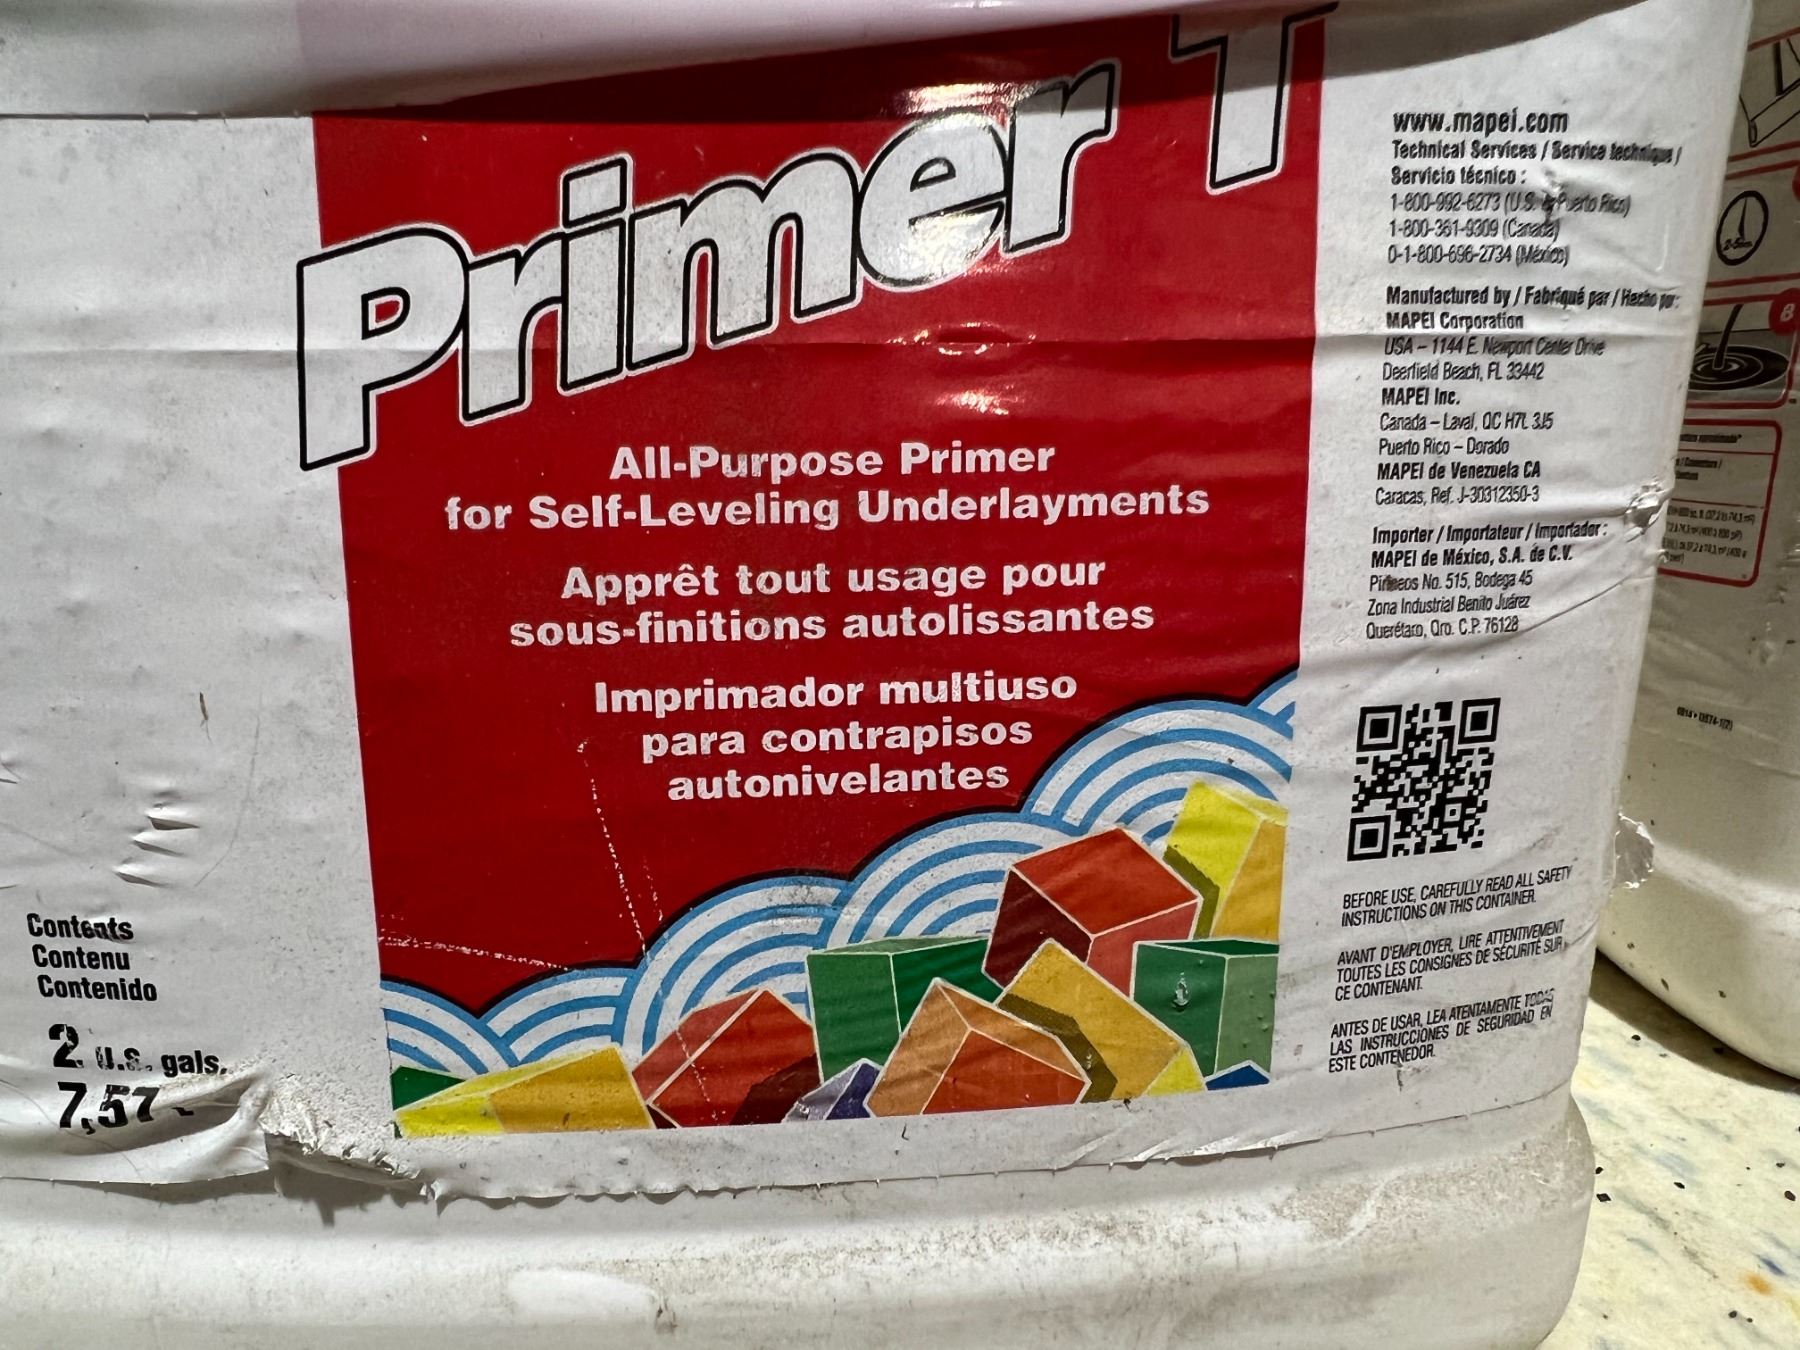 Primer T
All-Purpose Primer
for Self-Leveling Underlayments
Apprêt tout usage pour
sous-finitions autolissantes
Imprimador multiuso
para contrapisos
autonivelantes
Contents
Contenu
Contenido
2 U.S. gals.
7,57
www.mapei.com
Technical Services / Service technique /
Servicio técnico :
1-800-992-6273 (U.S. & Puerto Rico)
1-800-361-9309 (Canada)
0-1-800-696-2734 (México)
Manufactured by / Fabriqué par / Hecho por:
MAPEI Corporation
USA – 1144 E. Newport Center Drive
Deerfield Beach, FL 33442
MAPEI Inc.
Canada – Laval, QC H7L 3J5
Puerto Rico – Dorado
MAPEI de Venezuela CA
Caracas, Ref. J-30312350-3
Importer / Importateur / Importador :
MAPEI de México, S.A. de C.V.
Pirineos No. 515, Bodega 45
Zona Industrial Benito Juárez
Querétaro, Qro. C.P. 76128
BEFORE USE, CAREFULLY READ ALL SAFETY
INSTRUCTIONS ON THIS CONTAINER.
AVANT D'EMPLOYER, LIRE ATTENTIVEMENT
TOUTES LES CONSIGNES DE SÉCURITÉ SUR
CE CONTENANT.
ANTES DE USAR, LEA ATENTAMENTE TODAS
LAS INSTRUCCIONES DE SEGURIDAD EN
ESTE CONTENEDOR.
8